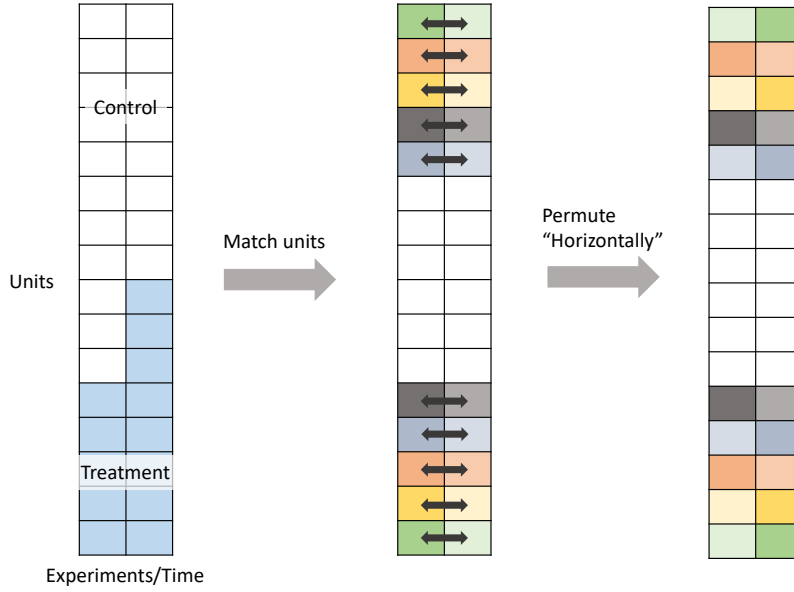 Control
Match units
Permute
“Horizontally”
Units
Treatment
Experiments/Time